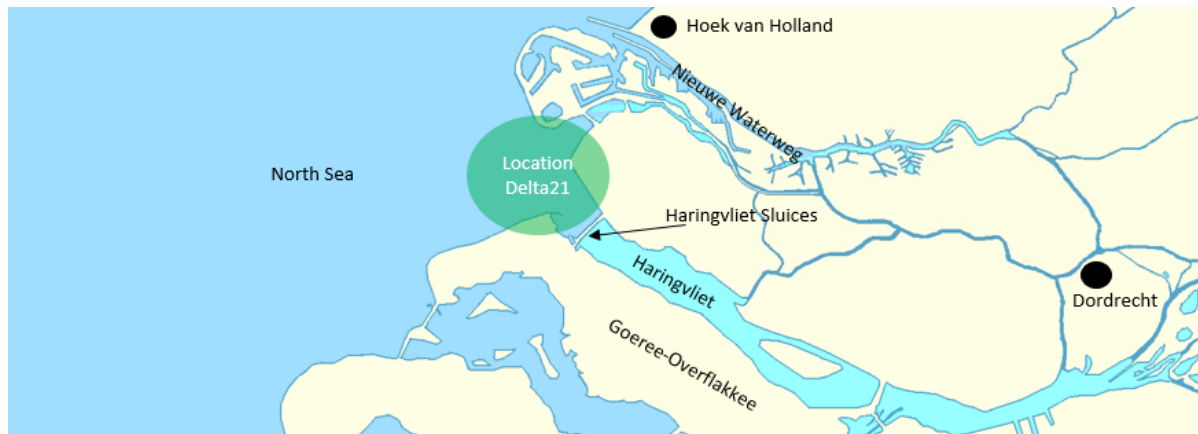 Hoek van Holland
Nieuwe Waterweg
North Sea
Location
Delta21
Haringvliet Sluices
Haringvliet
Dordrecht
Goeree-Overflakkee